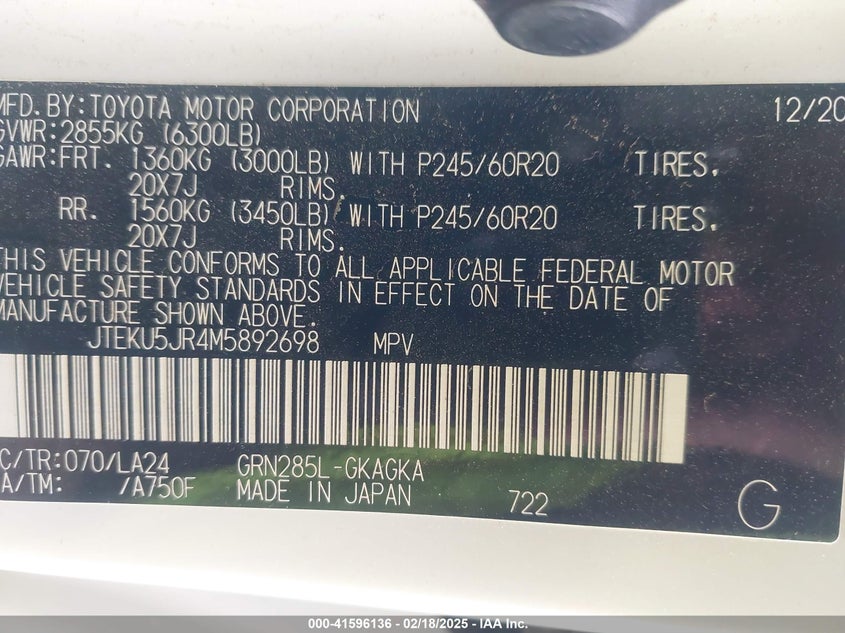 MFD.BY:TOYOTA MOTOR CORPORATION 12/20
GVWR:2855KG (6300LB)
GAWR:FRT. 1360KG (3000LB) WITH P245/60R20 TIRES.
20X7J RIMS.
RR. 1560KG (3450LB) WITH P245/60R20 TIRES.
20X7J RIMS.
THIS VEHICLE CONFORMS TO ALL APPLICABLE FEDERAL MOTOR
VEHICLE SAFETY STANDARDS IN EFFECT ON THE DATE OF
MANUFACTURE SHOWN ABOVE.
JTEKU5JR4M5892698 MPV
C/TR:070/LA24 GRN285L-GKAGKA
A/TM: /A750F MADE IN JAPAN 722 G
000-41596136 - 02/18/2025 - IAA Inc.